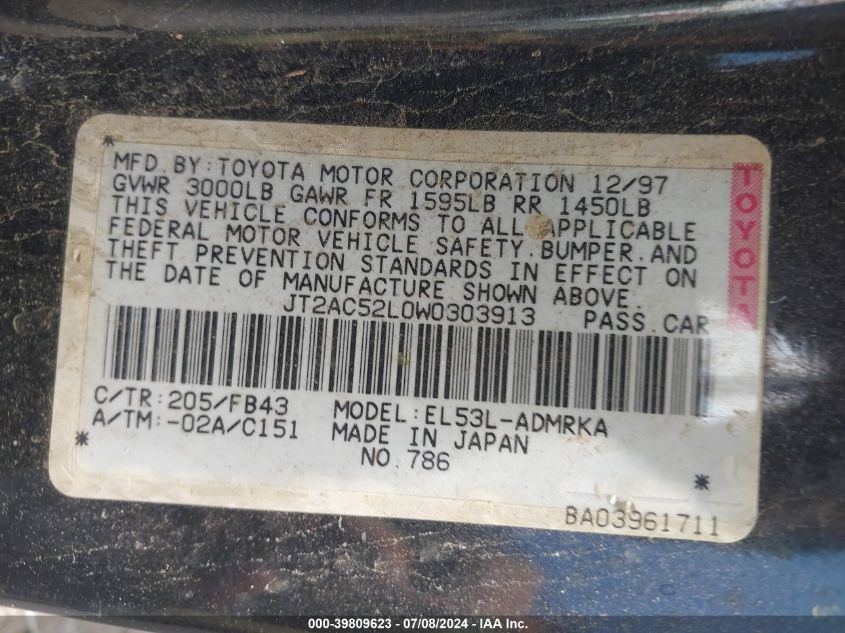 MFD. BY: TOYOTA MOTOR CORPORATION 12/97
GVWR 3000LB GAWR FR 1595LB RR 1450LB
THIS VEHICLE CONFORMS TO ALL APPLICABLE
FEDERAL MOTOR VEHICLE SAFETY, BUMPER, AND
THEFT PREVENTION STANDARDS IN EFFECT ON
THE DATE OF MANUFACTURE SHOWN ABOVE.
JT2AC52L0W0303913 PASS. CAR
TOYOTA
C/TR: 205/FB43 MODEL: EL53L-ADMRKA
A/TM: -02A/C151 MADE IN JAPAN
NO. 786
BA03961711
000-39809623 - 07/08/2024 - IAAI Inc.